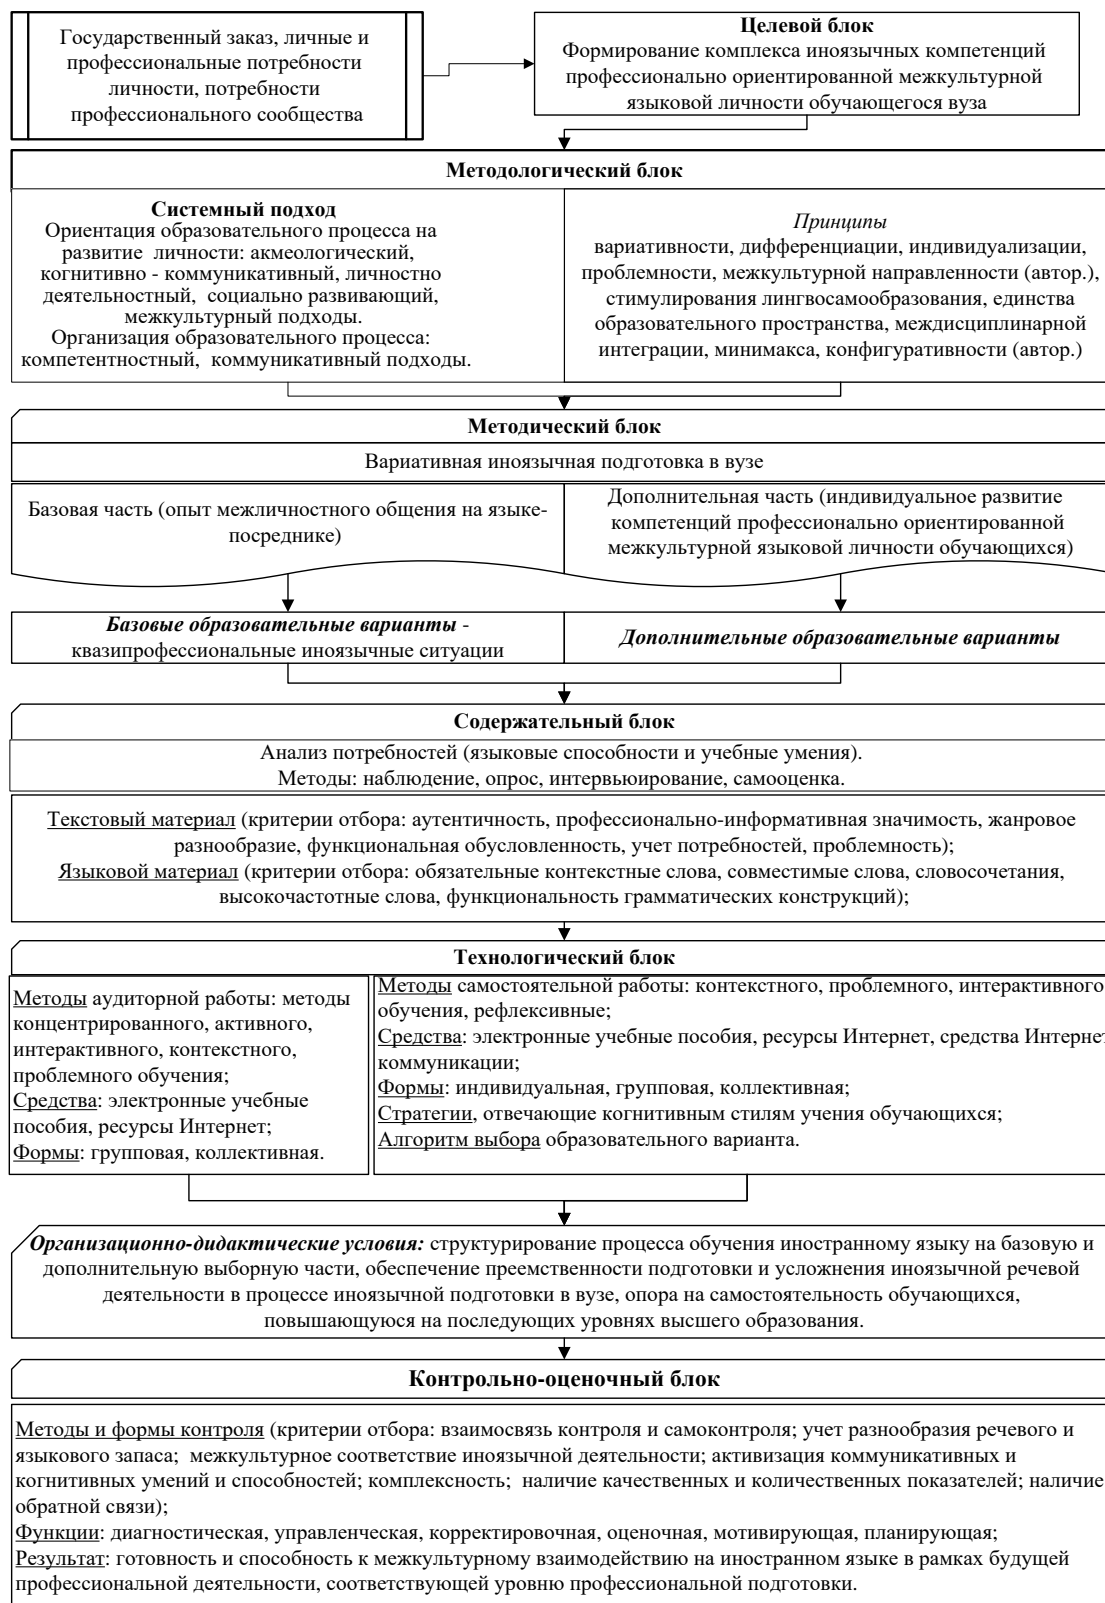 Государственный заказ, личные и
профессиональные потребности
личности, потребности
профессионального сообщества
Целевой блок
Формирование комплекса иноязычных компетенций
профессионально ориентированной межкультурной
языковой личности обучающегося вуза
Методологический блок
Системный подход
Ориентация образовательного процесса на
развитие личности: акмеологический,
когнитивно - коммуникативный, личностно
деятельностный, социально развивающий,
межкультурный подходы.
Организация образовательного процесса:
компетентностный, коммуникативный подходы.
Принципы
вариативности, дифференциации, индивидуализации,
проблемности, межкультурной направленности (автор.),
стимулирования лингвосамообразования, единства
образовательного пространства, междисциплинарной
интеграции, минимакса, конфигуративности (автор.)
Методический блок
Вариативная иноязычная подготовка в вузе
Базовая часть (опыт межличностного общения на языке-
посреднике)
Дополнительная часть (индивидуальное развитие
компетенций профессионально ориентированной
межкультурной языковой личности обучающихся)
Базовые образовательные варианты -
квазипрофессиональные иноязычные ситуации
Дополнительные образовательные варианты
Содержательный блок
Анализ потребностей (языковые способности и учебные умения).
Методы: наблюдение, опрос, интервьюирование, самооценка.
Текстовый материал (критерии отбора: аутентичность, профессионально-информативная значимость, жанровое
разнообразие, функциональная обусловленность, учет потребностей, проблемность);
Языковой материал (критерии отбора: обязательные контекстные слова, совместимые слова, словосочетания,
высокочастотные слова, функциональность грамматических конструкций);
Технологический блок
Методы аудиторной работы: методы
концентрированного, активного,
интерактивного, контекстного,
проблемного обучения;
Средства: электронные учебные
пособия, ресурсы Интернет;
Формы: групповая, коллективная.
Методы самостоятельной работы: контекстного, проблемного, интерактивного
обучения, рефлексивные;
Средства: электронные учебные пособия, ресурсы Интернет, средства Интернет
коммуникации;
Формы: индивидуальная, групповая, коллективная;
Стратегии, отвечающие когнитивным стилям учения обучающихся;
Алгоритм выбора образовательного варианта.
Организационно-дидактические условия: структурирование процесса обучения иностранному языку на базовую и
дополнительную выборную части, обеспечение преемственности подготовки и усложнения иноязычной речевой
деятельности в процессе иноязычной подготовки в вузе, опора на самостоятельность обучающихся,
повышающуюся на последующих уровнях высшего образования.
Контрольно-оценочный блок
Методы и формы контроля (критерии отбора: взаимосвязь контроля и самоконтроля; учет разнообразия речевого и
языкового запаса; межкультурное соответствие иноязычной деятельности; активизация коммуникативных и
когнитивных умений и способностей; комплексность; наличие качественных и количественных показателей; наличие
обратной связи);
Функции: диагностическая, управленческая, корректировочная, оценочная, мотивирующая, планирующая;
Результат: готовность и способность к межкультурному взаимодействию на иностранном языке в рамках будущей
профессиональной деятельности, соответствующей уровню профессиональной подготовки.